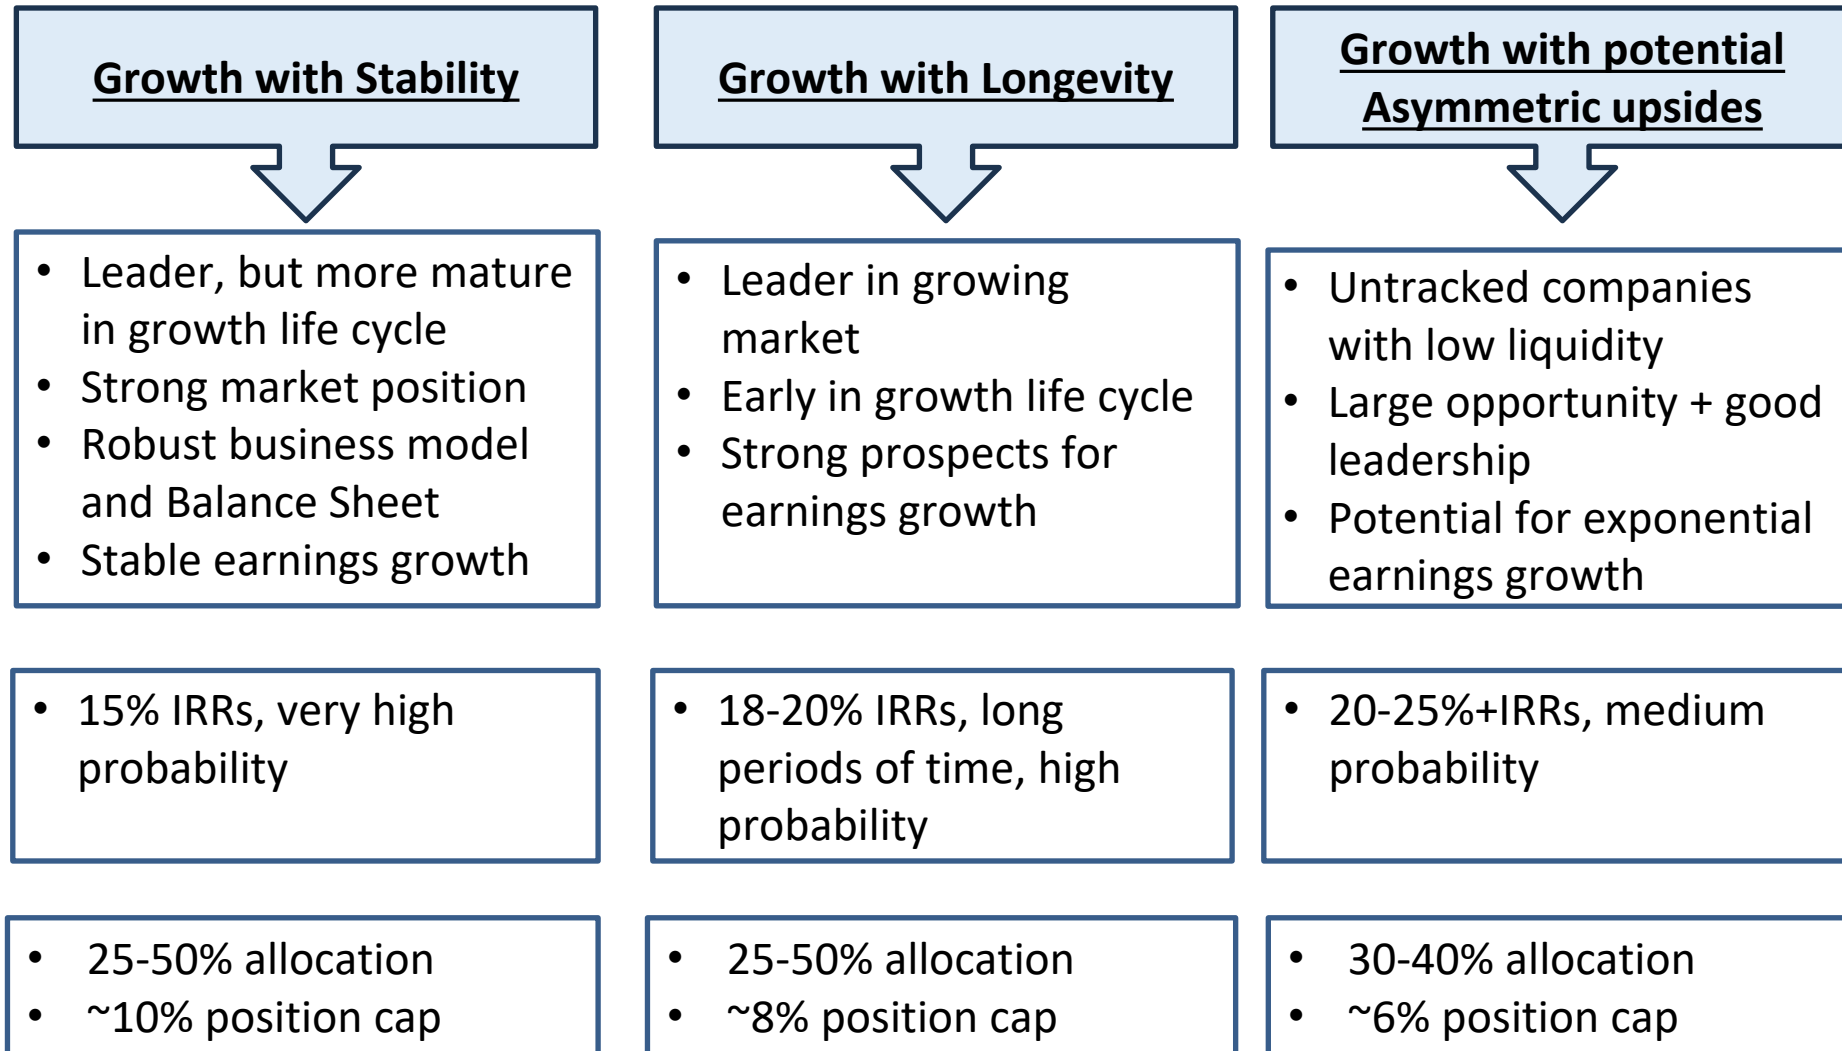 Growth with Stability
• Leader, but more mature
in growth life cycle
• Strong market position
• Robust business model
and Balance Sheet
• Stable earnings growth
• 15% IRRs, very high
probability
• 25-50% allocation
• ~10% position cap
Growth with Longevity
• Leader in growing
market
• Early in growth life cycle
• Strong prospects for
earnings growth
• 18-20% IRRs, long
periods of time, high
probability
• 25-50% allocation
• ~8% position cap
Growth with potential
Asymmetric upsides
• Untracked companies
with low liquidity
• Large opportunity + good
leadership
• Potential for exponential
earnings growth
• 20-25%+IRRs, medium
probability
• 30-40% allocation
• ~6% position cap